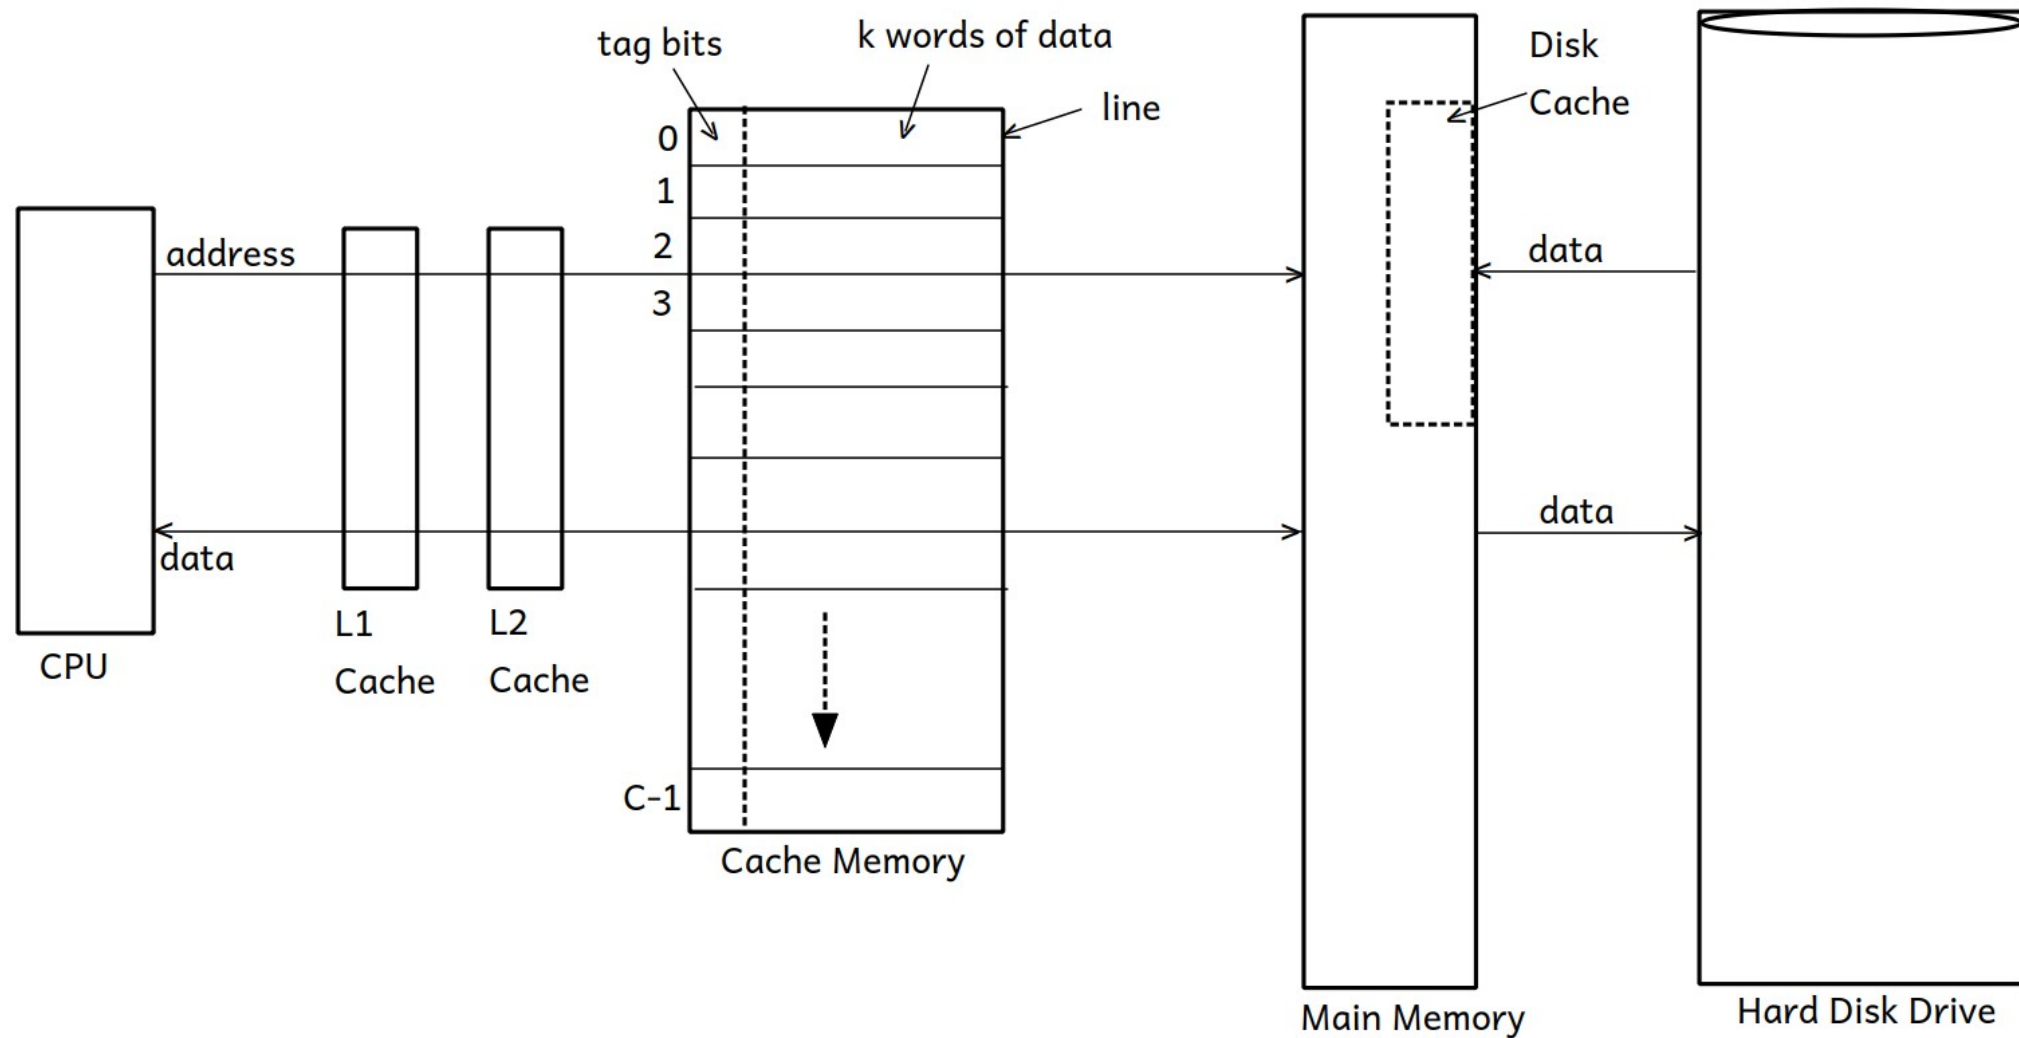 tag bits
k words of data
line
Disk
Cache
0
1
2
3
address
data
data
data
L1
Cache
L2
Cache
CPU
C-1
Cache Memory
Main Memory
Hard Disk Drive